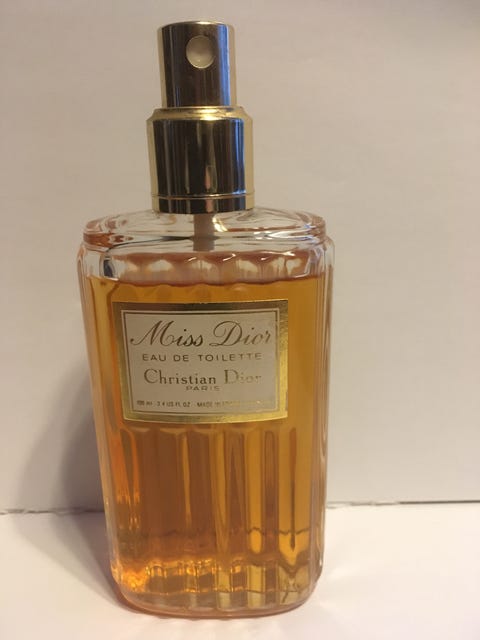 Miss Dior
EAU DE TOILETTE
Christian Dior
PARIS
100 ml 3.4 US FL. OZ MADE IN